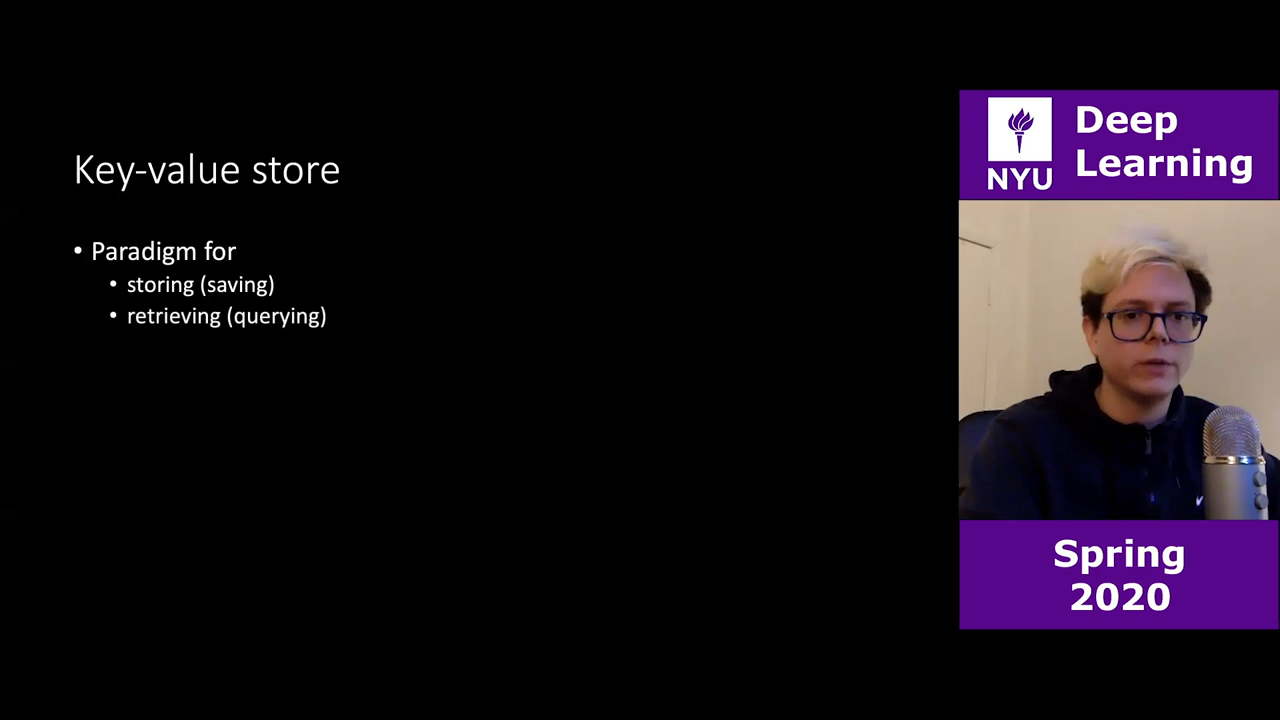 Key-value store
• Paradigm for
• storing (saving)
• retrieving (querying)
NYU
Deep
Learning
Spring
2020